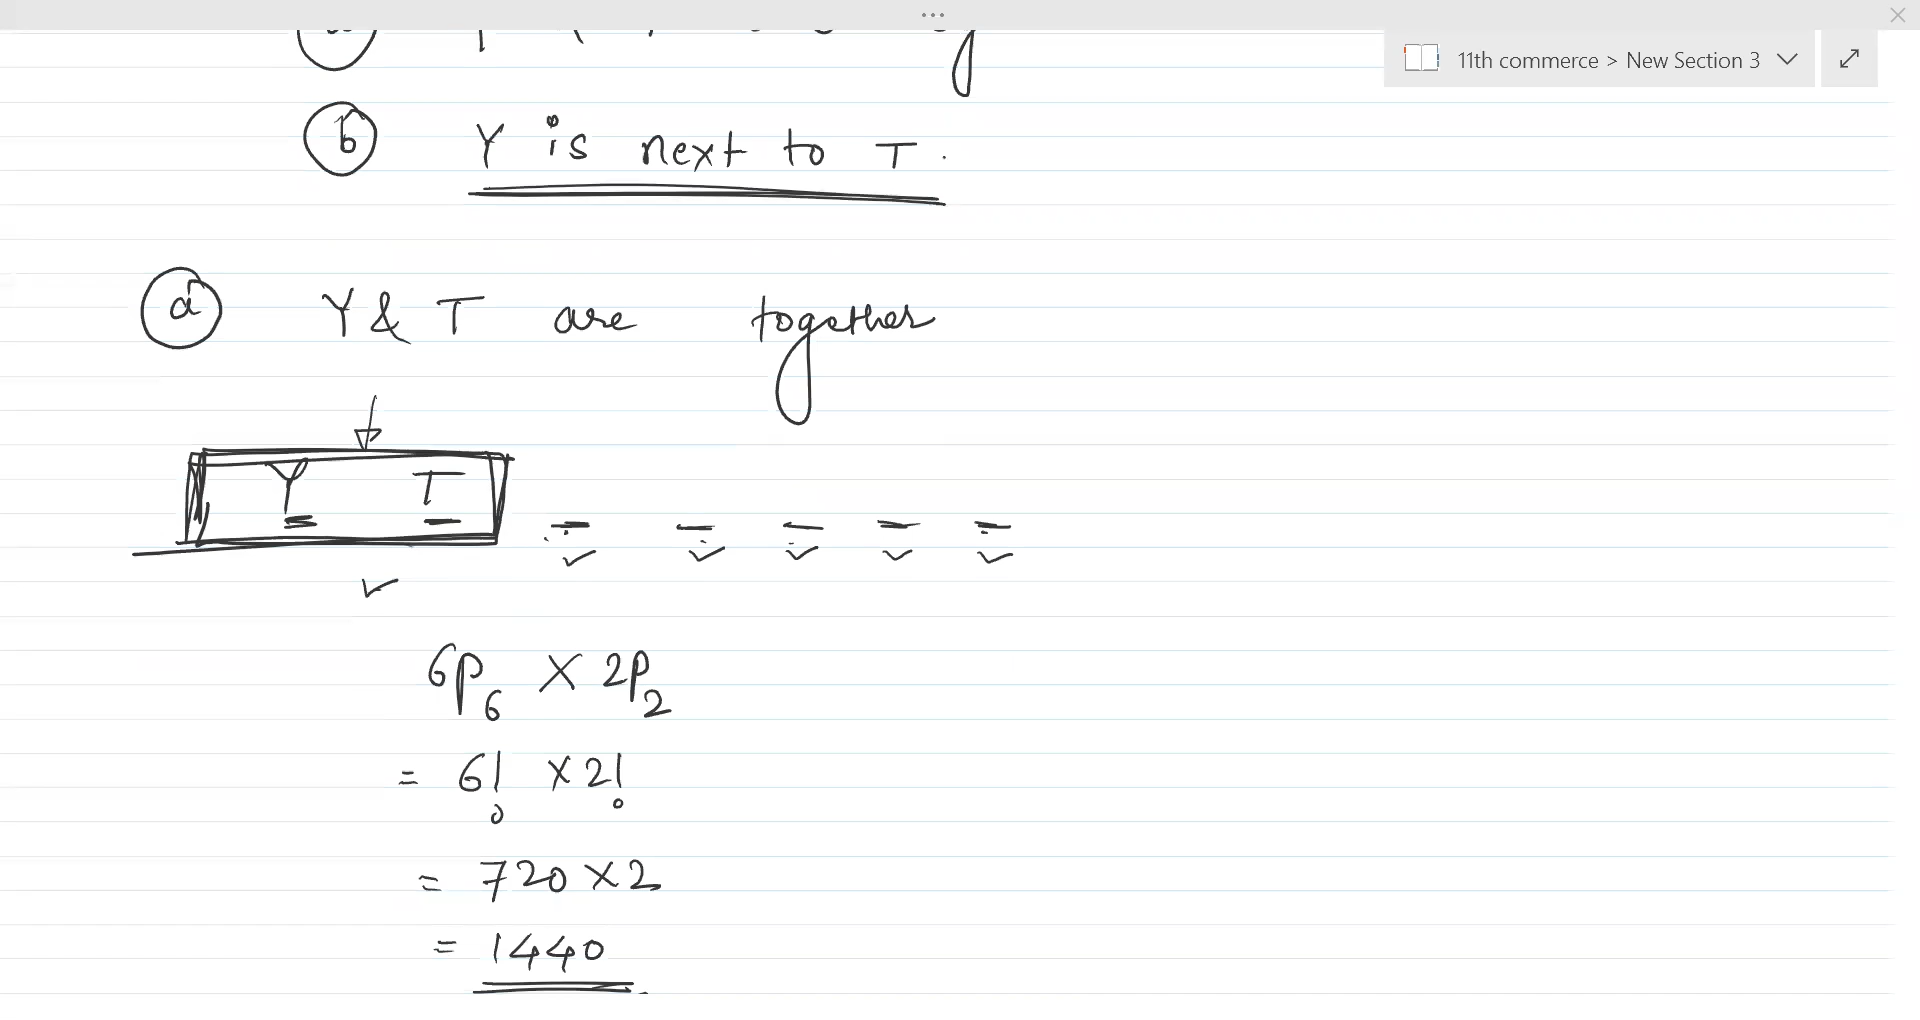 11th commerce > New Section 3
b Y is next to T.
a Y & T are together
Y T
6P6 × 2P2
= 6! × 2!
= 720 × 2
= 1440